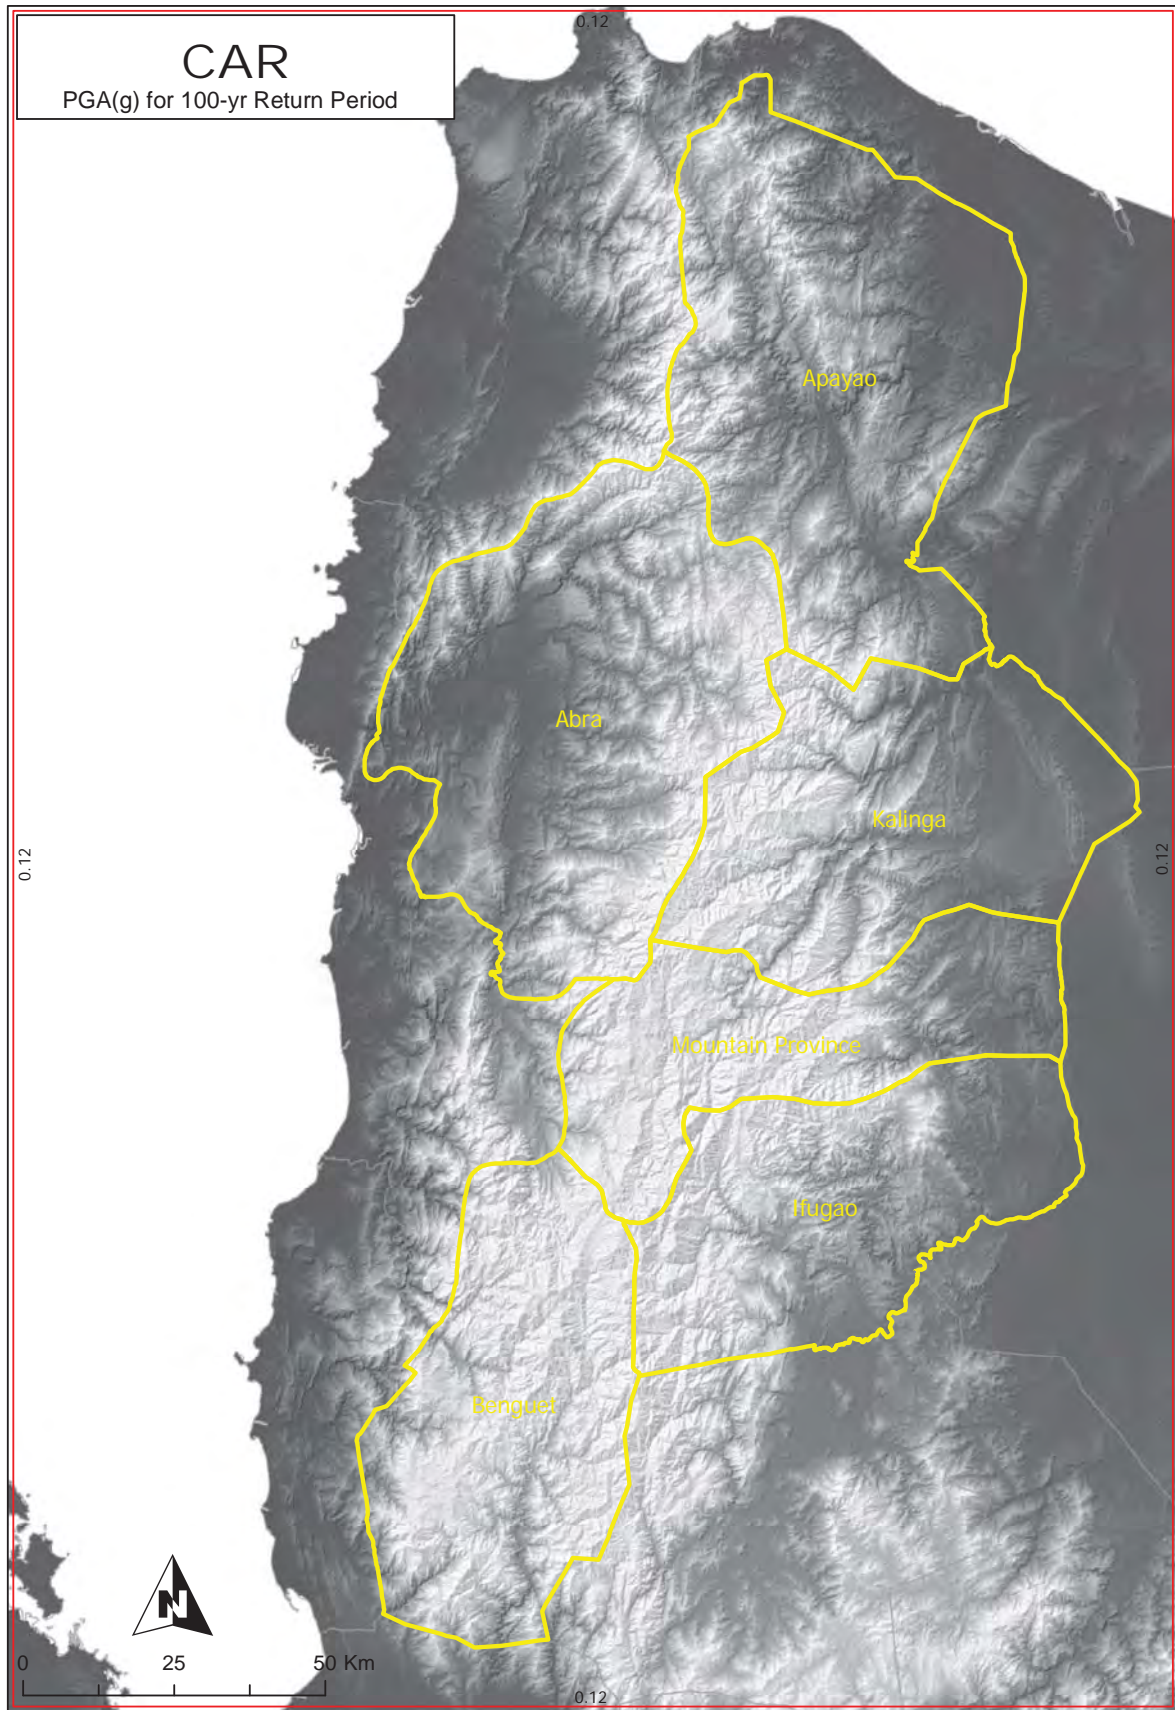 0.12
CAR
PGA(g) for 100-yr Return Period
Apayao
Abra
Kalinga
0.12
0.12
Mountain Province
Ifugao
Benguet
N
0 25 50 Km
0.12